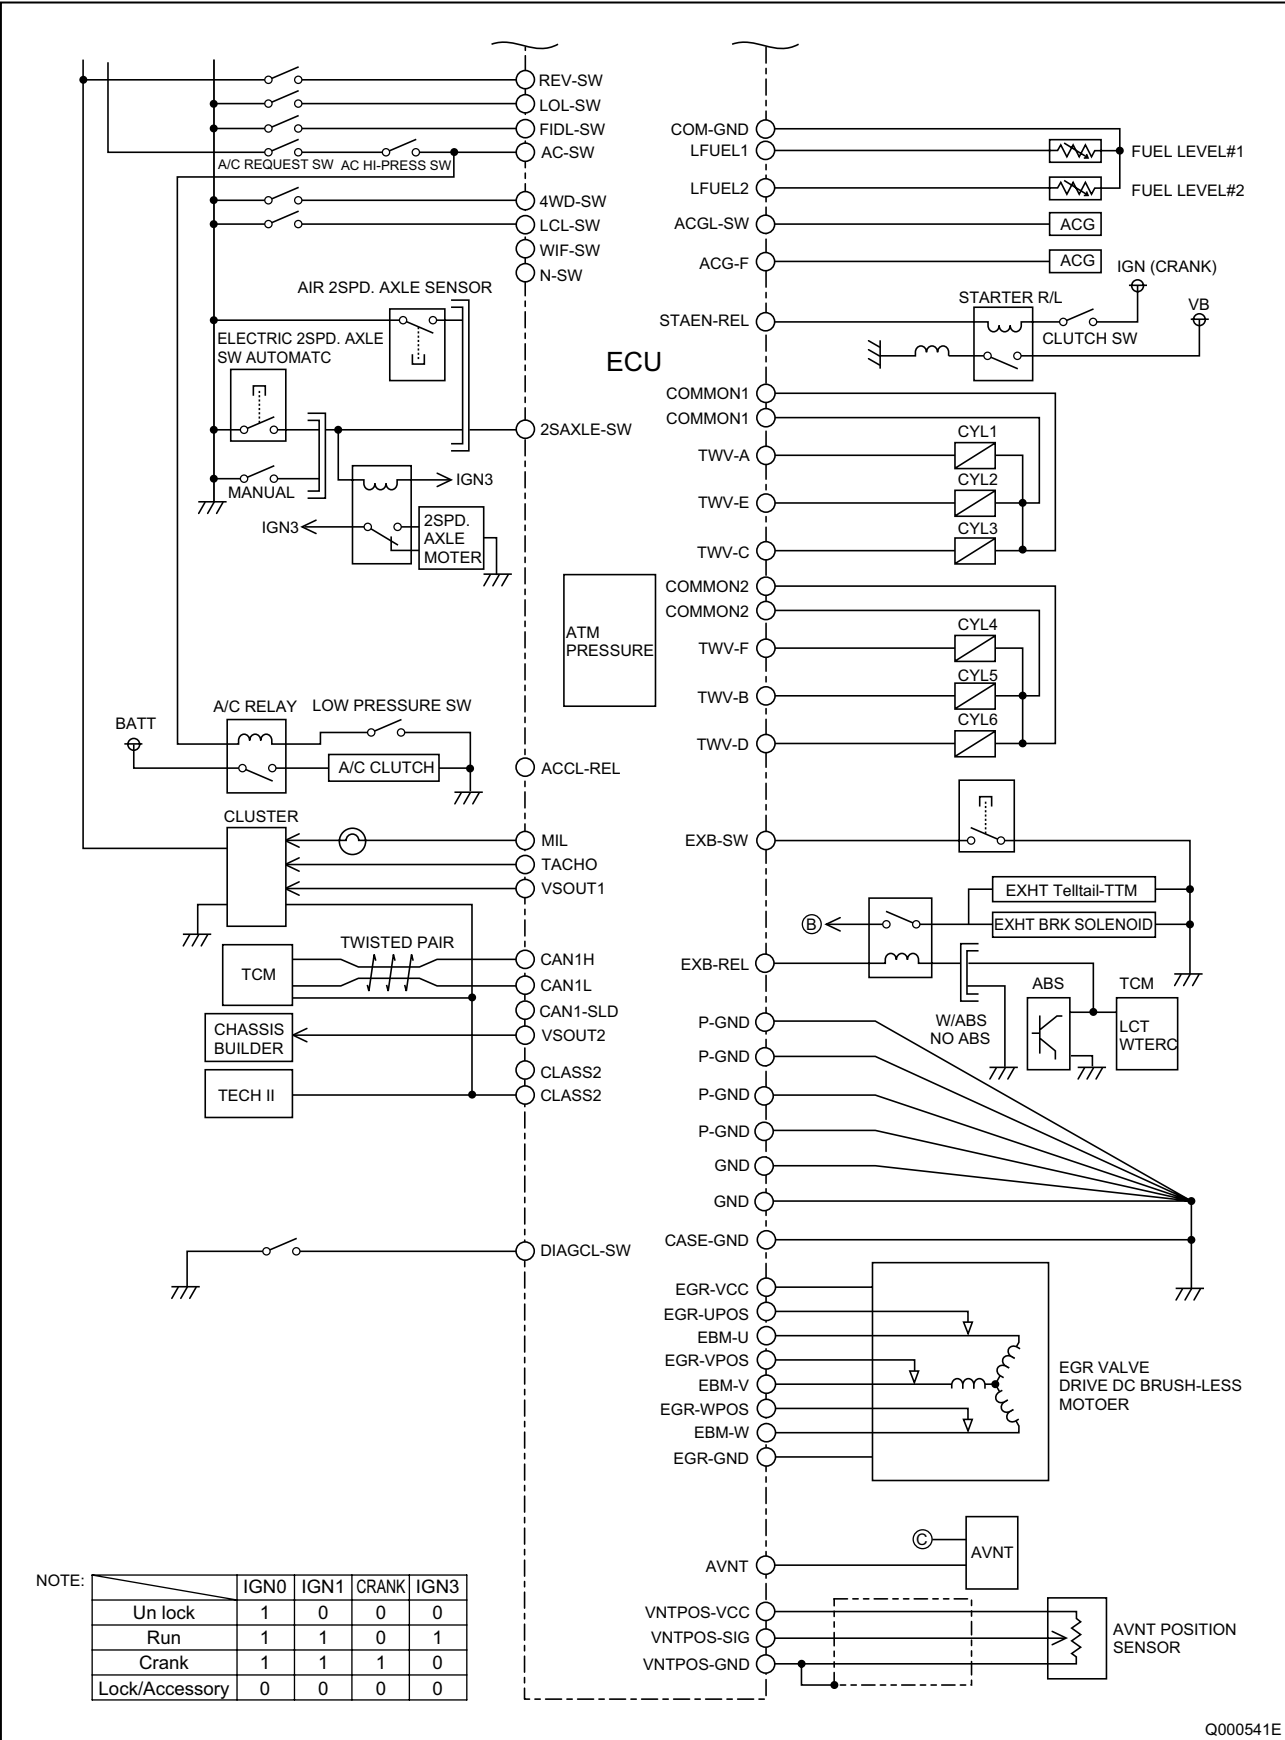 REV-SW
LOL-SW
FIDL-SW
AC-SW
A/C REQUEST SW
AC HI-PRESS SW
4WD-SW
LCL-SW
WIF-SW
N-SW
AIR 2SPD. AXLE SENSOR
ELECTRIC 2SPD. AXLE
SW AUTOMATC
2SAXLE-SW
MANUAL
IGN3
IGN3
2SPD.
AXLE
MOTER
ECU
ATM
PRESSURE
A/C RELAY
LOW PRESSURE SW
BATT
A/C CLUTCH
ACCL-REL
CLUSTER
MIL
TACHO
VSOUT1
TWISTED PAIR
TCM
CAN1H
CAN1L
CAN1-SLD
CHASSIS
BUILDER
VSOUT2
CLASS2
TECH II
CLASS2
DIAGCL-SW
COM-GND
LFUEL1
FUEL LEVEL#1
LFUEL2
FUEL LEVEL#2
ACGL-SW
ACG
ACG-F
ACG
IGN (CRANK)
STARTER R/L
VB
STAEN-REL
CLUTCH SW
COMMON1
COMMON1
CYL1
TWV-A
CYL2
TWV-E
CYL3
TWV-C
COMMON2
COMMON2
CYL4
TWV-F
CYL5
TWV-B
CYL6
TWV-D
EXB-SW
EXHT Telltail-TTM
B
EXHT BRK SOLENOID
EXB-REL
W/ABS
NO ABS
ABS
TCM
LCT
WTERC
P-GND
P-GND
P-GND
P-GND
GND
GND
CASE-GND
EGR-VCC
EGR-UPOS
EBM-U
EGR-VPOS
EBM-V
EGR-WPOS
EBM-W
EGR-GND
EGR VALVE
DRIVE DC BRUSH-LESS
MOTOER
C
AVNT
AVNT
VNTPOS-VCC
VNTPOS-SIG
VNTPOS-GND
AVNT POSITION
SENSOR
NOTE:
IGN0 IGN1 CRANK IGN3
Un lock 1 0 0 0
Run 1 1 0 1
Crank 1 1 1 0
Lock/Accessory 0 0 0 0
Q000541E